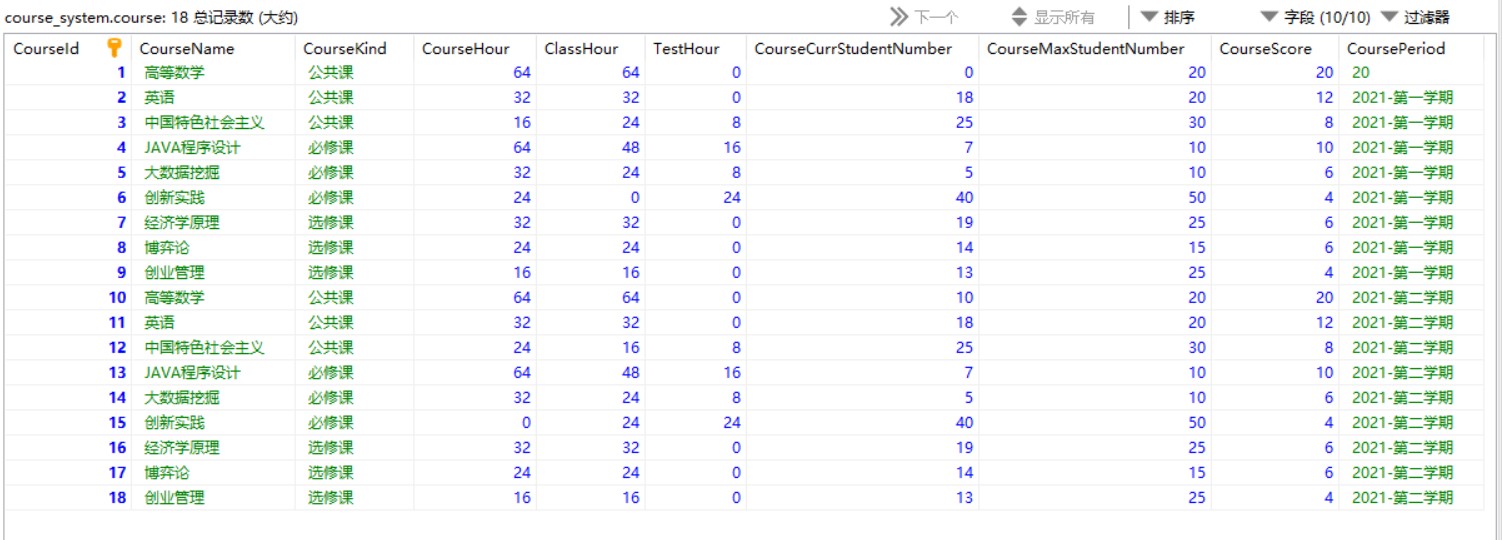 course_system.course: 18 总记录数 (大约) 下一个 显示所有 排序 字段 (10/10) 过滤器
CourseId CourseName CourseKind CourseHour ClassHour TestHour CourseCurrStudentNumber CourseMaxStudentNumber CourseScore CoursePeriod
1 高等数学 公共课 64 64 0 0 20 20 20
2 英语 公共课 32 32 0 18 20 12 2021-第一学期
3 中国特色社会主义 公共课 16 24 8 25 30 8 2021-第一学期
4 JAVA程序设计 必修课 64 48 16 7 10 10 2021-第一学期
5 大数据挖掘 必修课 32 24 8 5 10 6 2021-第一学期
6 创新实践 必修课 24 0 24 40 50 4 2021-第一学期
7 经济学原理 选修课 32 32 0 19 25 6 2021-第一学期
8 博弈论 选修课 24 24 0 14 15 6 2021-第一学期
9 创业管理 选修课 16 16 0 13 25 4 2021-第一学期
10 高等数学 公共课 64 64 0 10 20 20 2021-第二学期
11 英语 公共课 32 32 0 18 20 12 2021-第二学期
12 中国特色社会主义 公共课 24 16 8 25 30 8 2021-第二学期
13 JAVA程序设计 必修课 64 48 16 7 10 10 2021-第二学期
14 大数据挖掘 必修课 32 24 8 5 10 6 2021-第二学期
15 创新实践 必修课 0 24 24 40 50 4 2021-第二学期
16 经济学原理 选修课 32 32 0 19 25 6 2021-第二学期
17 博弈论 选修课 24 24 0 14 15 6 2021-第二学期
18 创业管理 选修课 16 16 0 13 25 4 2021-第二学期